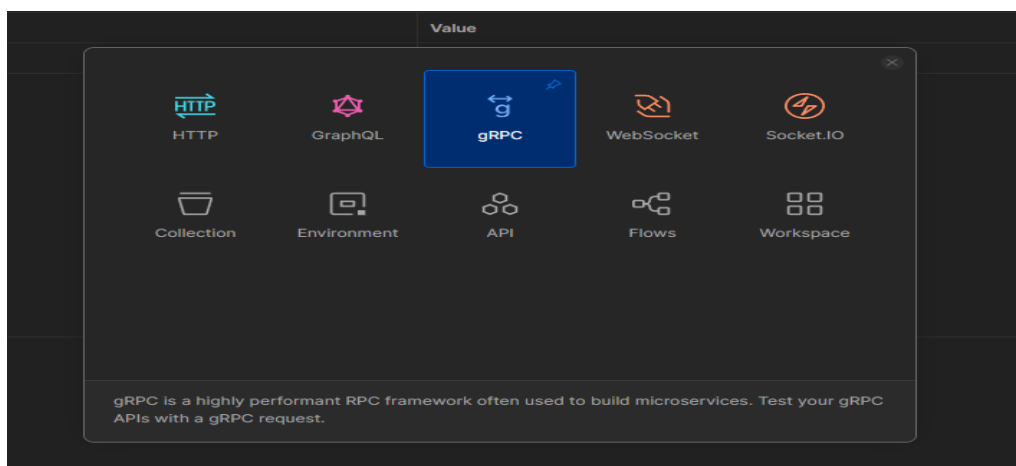 Value
HTTP
HTTP
GraphQL
g
gRPC
WebSocket
Socket.IO
Collection
Environment
API
Flows
Workspace
gRPC is a highly performant RPC framework often used to build microservices. Test your gRPC
APIs with a gRPC request.